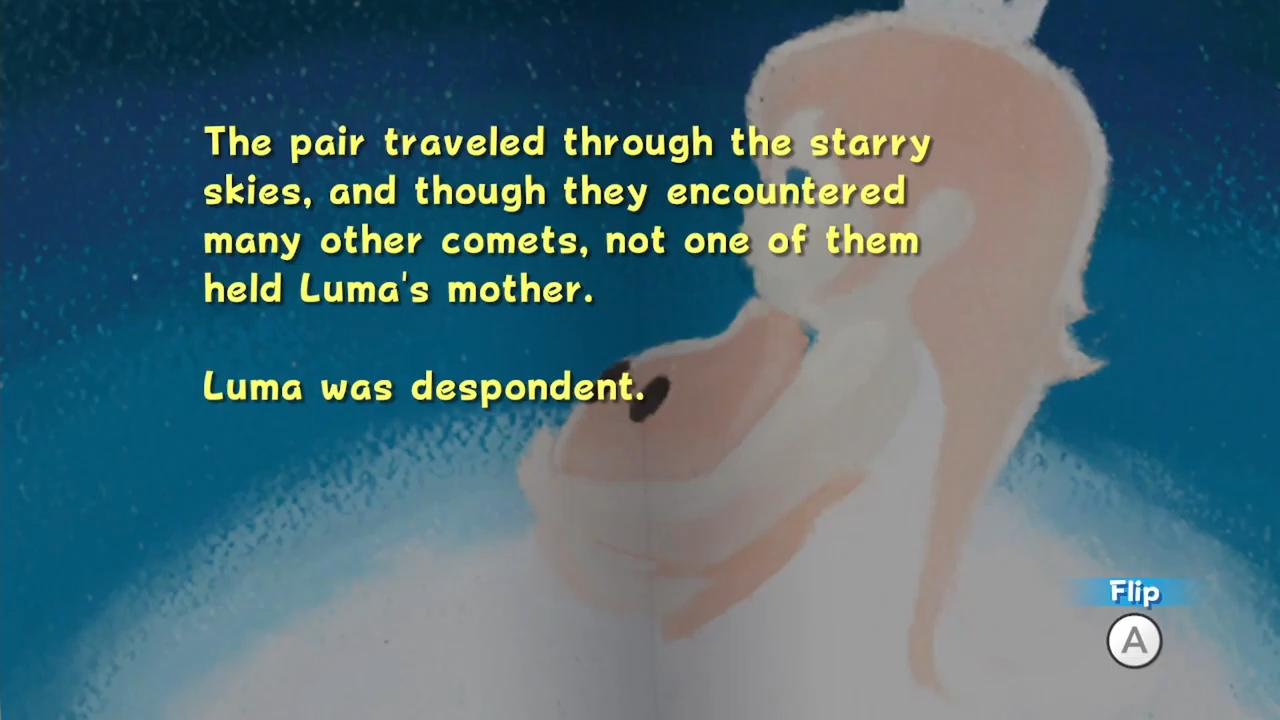 The pair traveled through the starry
skies, and though they encountered
many other comets, not one of them
held Luma's mother.
Luma was despondent.
Flip
A